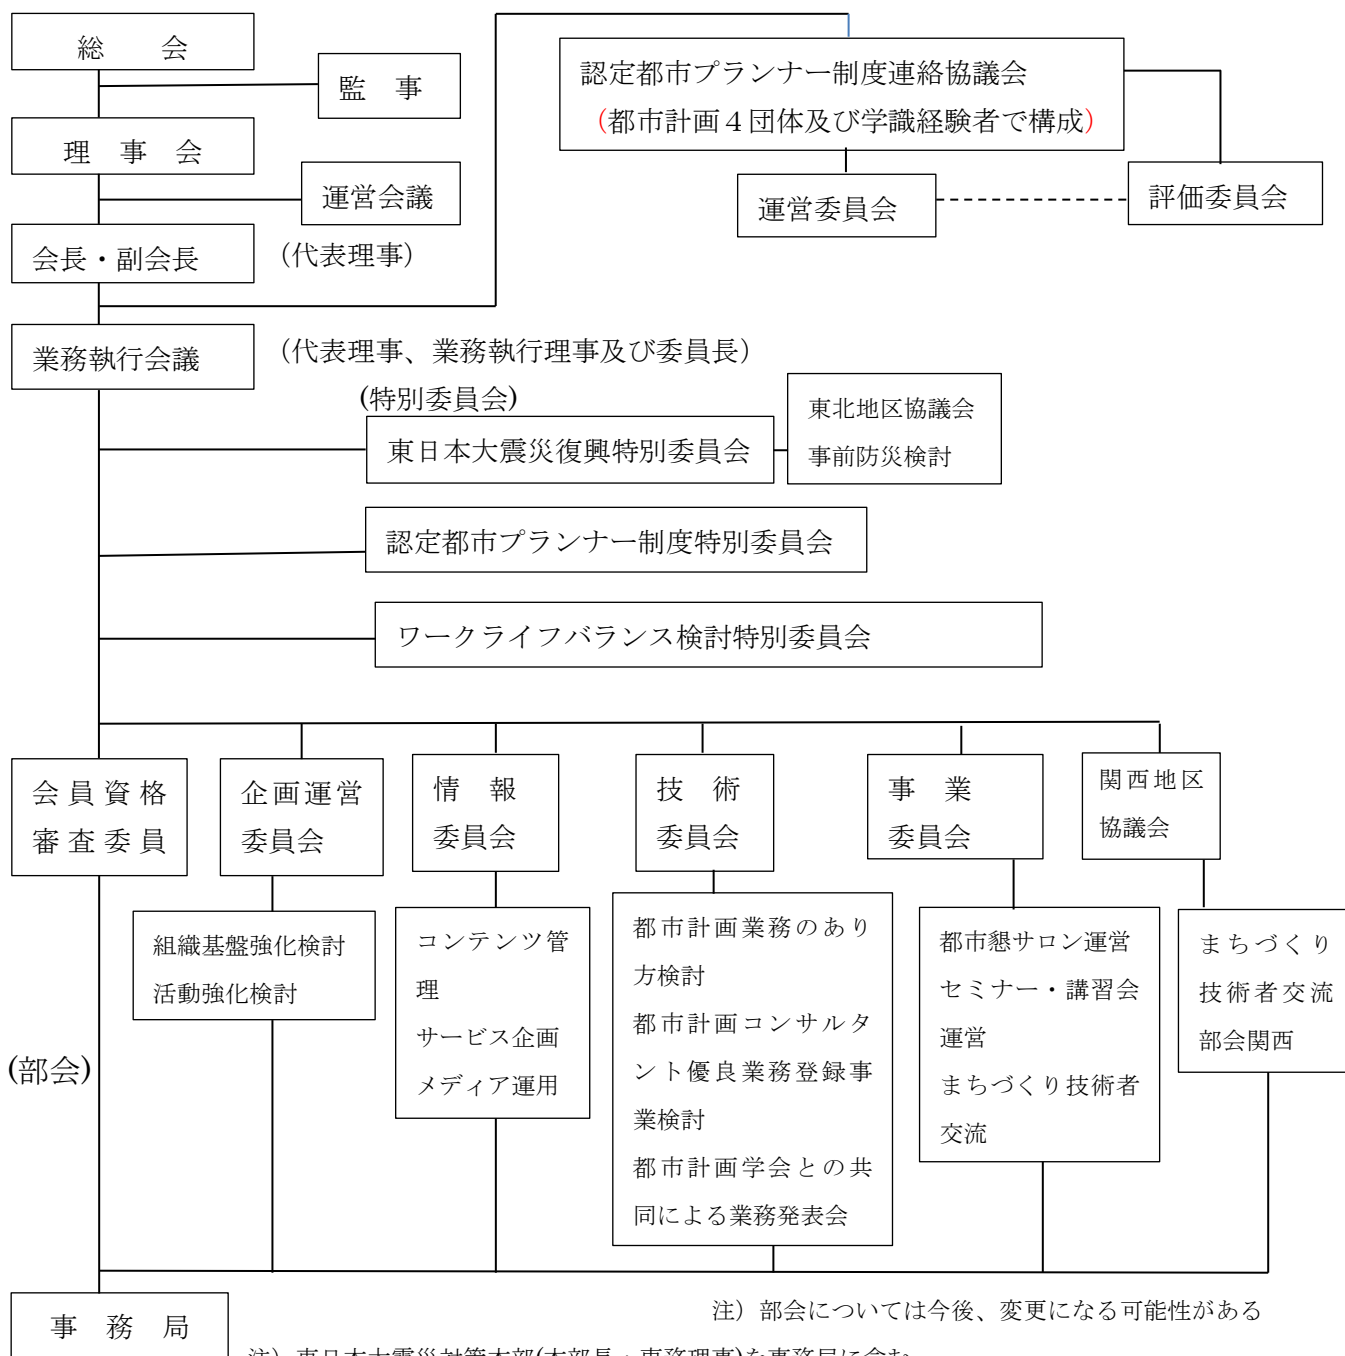 総　　会
監　事
理　事　会
運営会議
会長・副会長
（代表理事）
業務執行会議
（代表理事、業務執行理事及び委員長）
認定都市プランナー制度連絡協議会
（都市計画４団体及び学識経験者で構成）
運営委員会
評価委員会
(特別委員会)
東日本大震災復興特別委員会
東北地区協議会
事前防災検討
認定都市プランナー制度特別委員会
ワークライフバランス検討特別委員会
会員資格
審査委員
企画運営
委員会
情　報
委員会
技　術
委員会
事　業
委員会
関西地区
協議会
(部会)
組織基盤強化検討
活動強化検討
コンテンツ管
理
サービス企画
メディア運用
都市計画業務のあり
方検討
都市計画コンサルタ
ント優良業務登録事
業検討
都市計画学会との共
同による業務発表会
都市懇サロン運営
セミナー・講習会
運営
まちづくり技術者
交流
まちづくり
技術者交流
部会関西
事　務　局
注）部会については今後、変更になる可能性がある